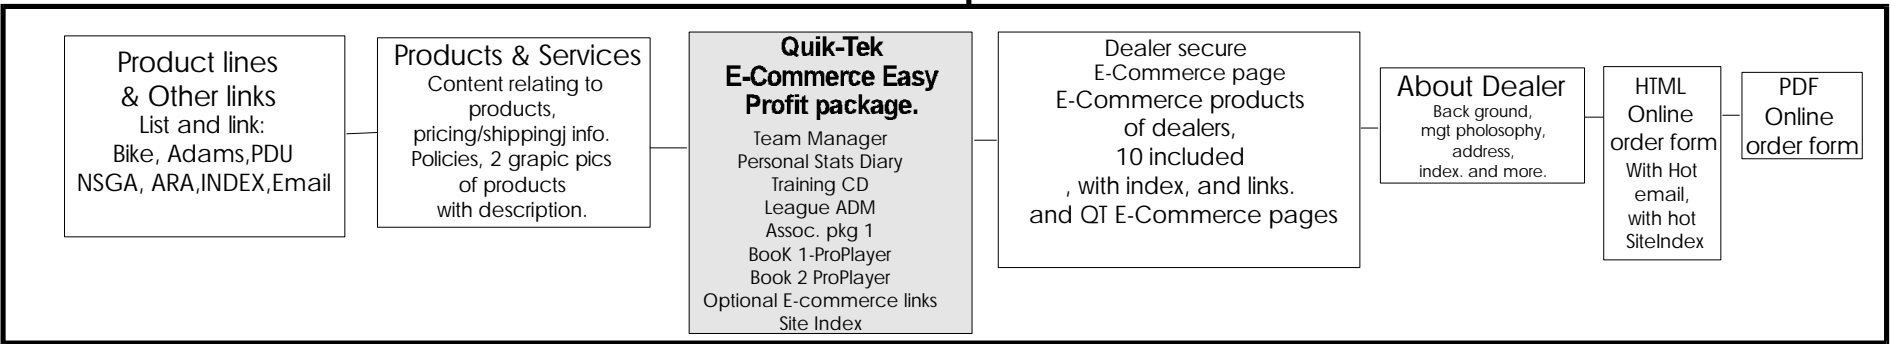 Product lines
& Other links
List and link:
Bike, Adams,PDU
NSGA, ARA,INDEX,Email
Products & Services
Content relating to
products,
pricing/shippingj info.
Policies, 2 grapic pics
of products
with description.
Quik-Tek
E-Commerce Easy
Profit package.
Team Manager
Personal Stats Diary
Training CD
League ADM
Assoc. pkg 1
BooK 1-ProPlayer
Book 2 ProPlayer
Optional E-commerce links
Site Index
Dealer secure
E-Commerce page
E-Commerce products
of dealers,
10 included
, with index, and links.
and QT E-Commerce pages
About Dealer
Back ground,
mgt pholosophy,
address,
index. and more.
HTML
Online
order form
With Hot
email,
with hot
SiteIndex
PDF
Online
order form